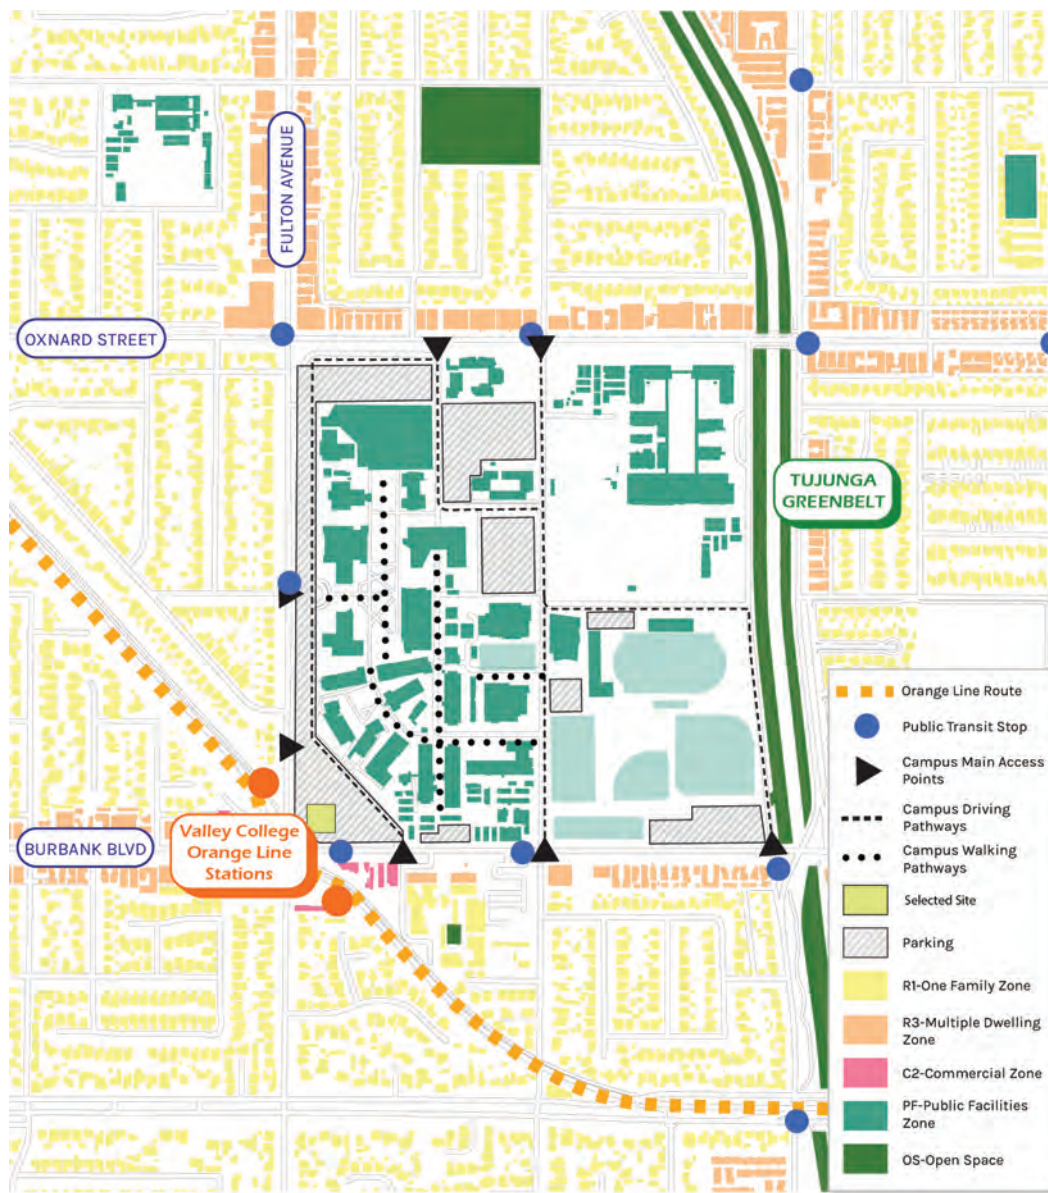 FULTON AVENUE
OXNARD STREET
TUJUNGA
GREENBELT
Valley College
Orange Line
Stations
BURBANK BLVD
Orange Line Route
Public Transit Stop
Campus Main Access
Points
Campus Driving
Pathways
Campus Walking
Pathways
Selected Site
Parking
R1-One Family Zone
R3-Multiple Dwelling
Zone
C2-Commercial Zone
PF-Public Facilities
Zone
OS-Open Space